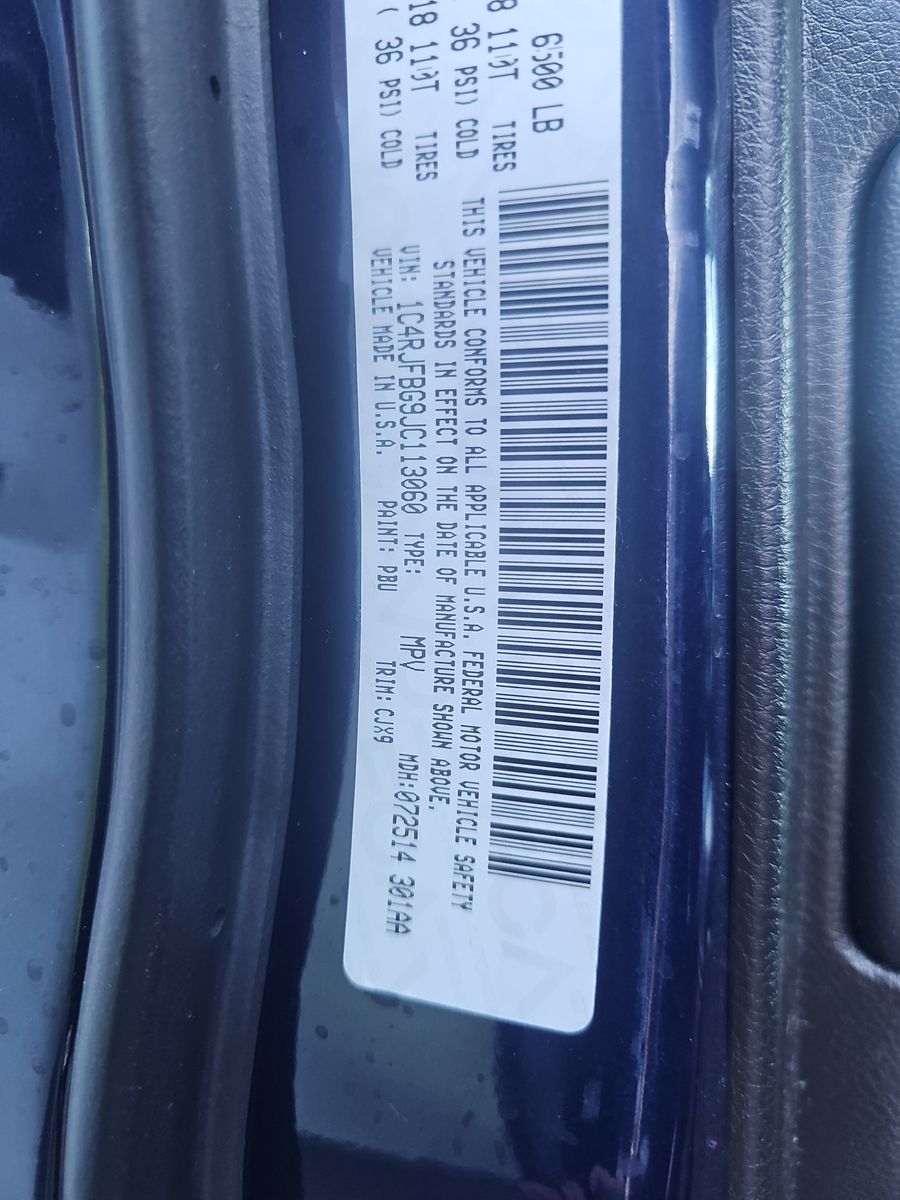 6500 LB
8 110T TIRES
36 PSI) COLD
18 110T TIRES
( 36 PSI) COLD
THIS VEHICLE CONFORMS TO ALL APPLICABLE U.S.A. FEDERAL MOTOR VEHICLE SAFETY
STANDARDS IN EFFECT ON THE DATE OF MANUFACTURE SHOWN ABOVE.
VIN: 1C4RJFBG9JC113060 TYPE: MPV MDH:072514 301AA
VEHICLE MADE IN U.S.A. PAINT: PBU TRIM: CJX9